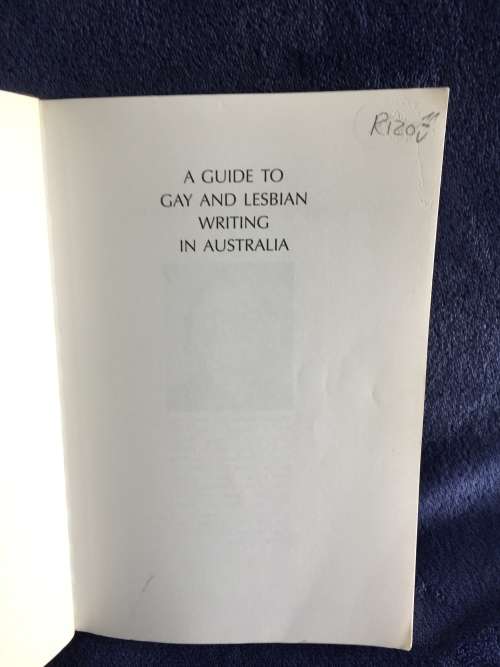 A GUIDE TO
GAY AND LESBIAN
WRITING
IN AUSTRALIA